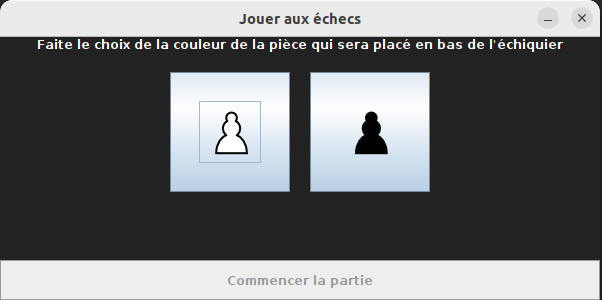 Jouer aux échecs
Faite le choix de la couleur de la pièce qui sera placé en bas de l'échiquier
Commencer la partie